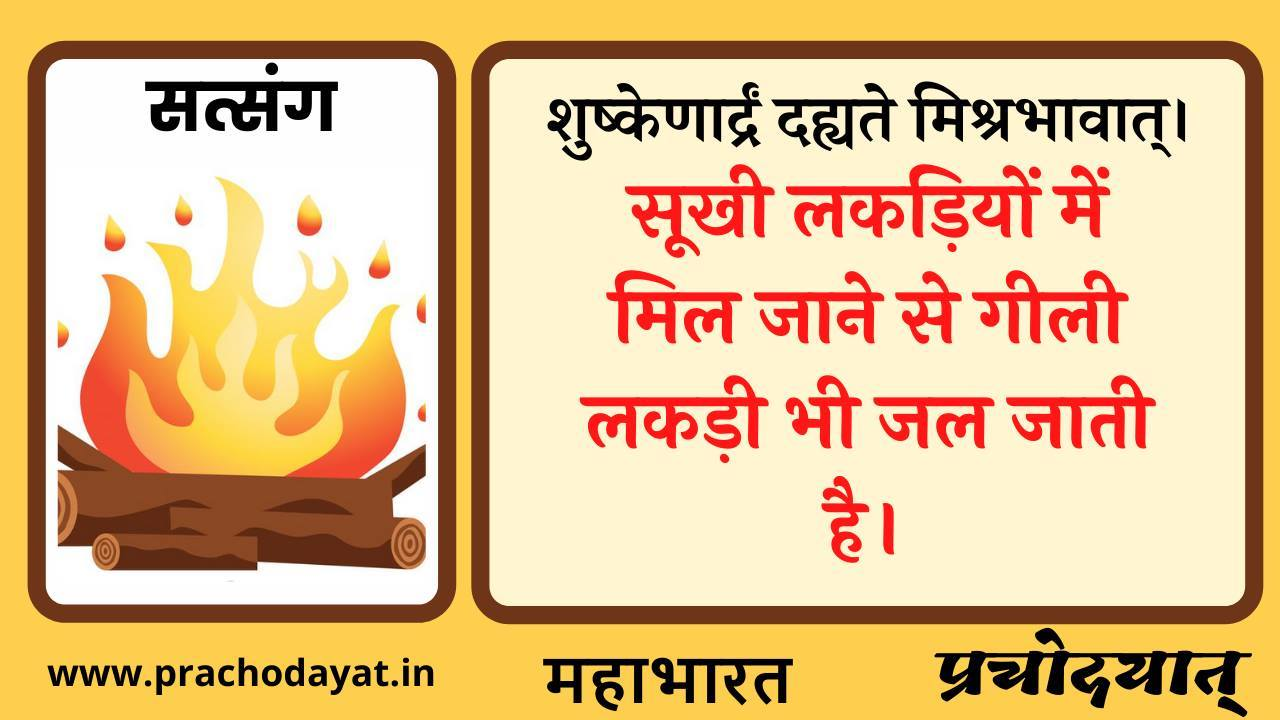 सत्संग
शुष्केणार्द्रं दह्यते मिश्रभावात्।
सूखी लकड़ियों में
मिल जाने से गीली
लकड़ी भी जल जाती
है।
www.prachodayat.in
महाभारत
प्रचोदयात्